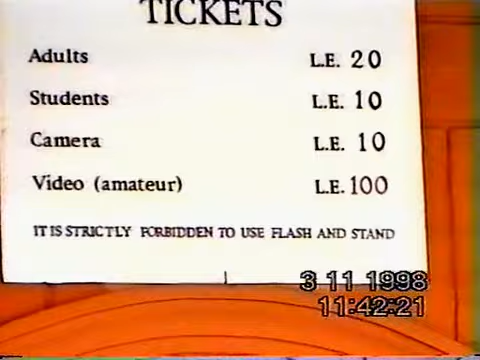 TICKETS
Adults L.E. 20
Students L.E. 10
Camera L.E. 10
Video (amateur) L.E. 100
IT IS STRICTLY FORBIDDEN TO USE FLASH AND STAND
3 11 1998
11:42:21